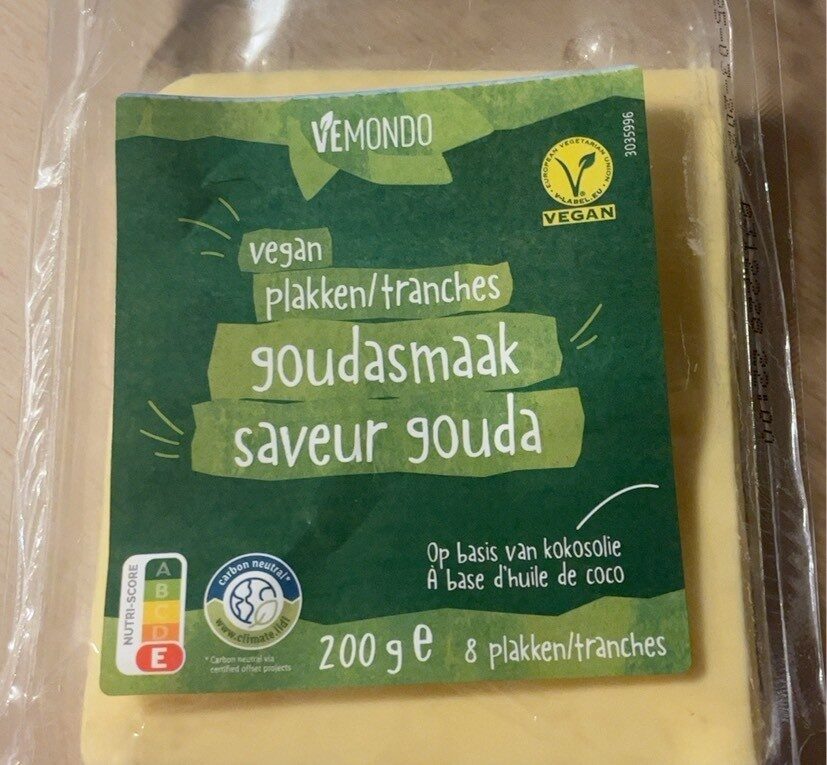 VEMONDO
3035996
EUROPEAN VEGETARIAN UNION
V-LABEL.EU
VEGAN
vegan
plakken/tranches
goudasmaak
saveur gouda
Op basis van kokosolie
À base d'huile de coco
NUTRI-SCORE
A
B
C
D
E
carbon neutral*
www.climate.lidl
* Carbon neutral via
certified offset projects
200 g e 8 plakken/tranches